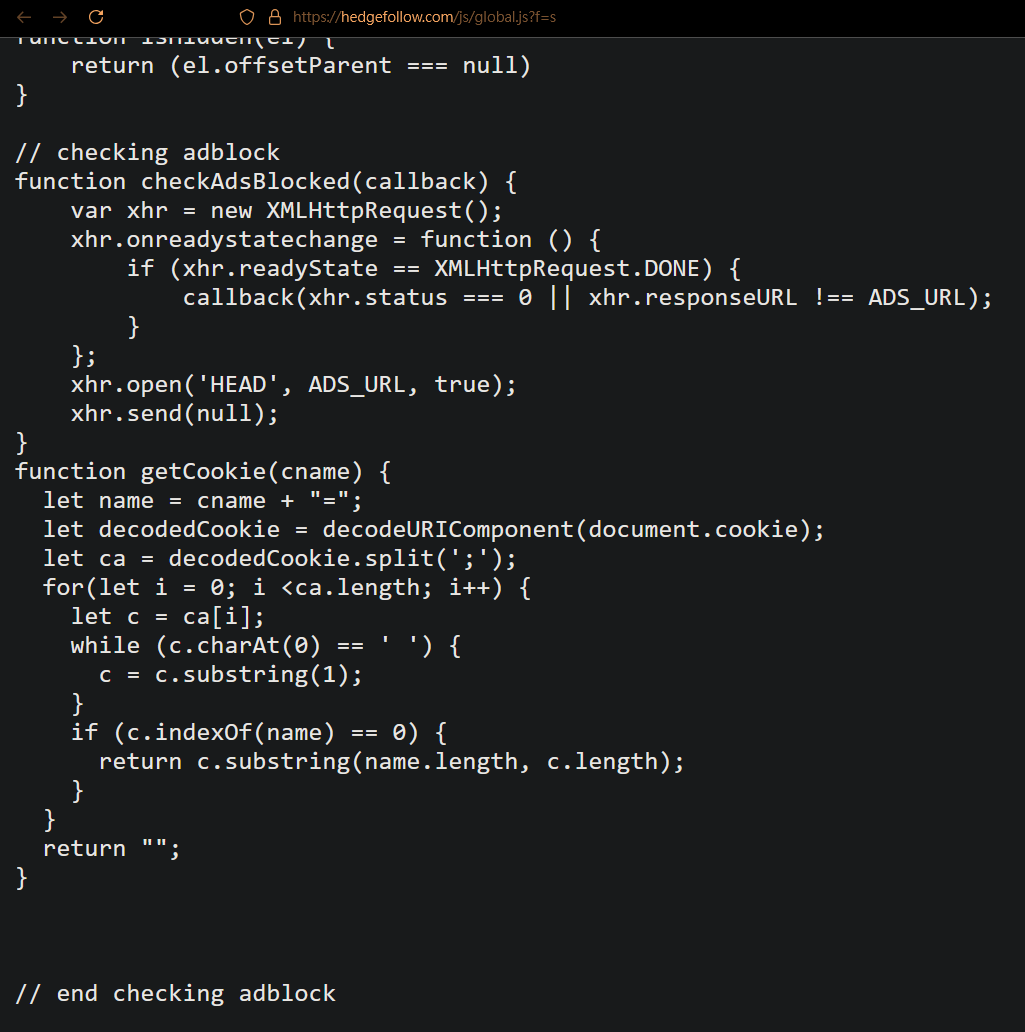 https://hedgefollow.com/js/global.js?f=s
function isHidden(el) {
    return (el.offsetParent === null)
}

// checking adblock
function checkAdsBlocked(callback) {
    var xhr = new XMLHttpRequest();
    xhr.onreadystatechange = function () {
        if (xhr.readyState == XMLHttpRequest.DONE) {
            callback(xhr.status === 0 || xhr.responseURL !== ADS_URL);
        }
    };
    xhr.open('HEAD', ADS_URL, true);
    xhr.send(null);
}
function getCookie(cname) {
  let name = cname + "=";
  let decodedCookie = decodeURIComponent(document.cookie);
  let ca = decodedCookie.split(';');
  for(let i = 0; i <ca.length; i++) {
    let c = ca[i];
    while (c.charAt(0) == ' ') {
      c = c.substring(1);
    }
    if (c.indexOf(name) == 0) {
      return c.substring(name.length, c.length);
    }
  }
  return "";
}

// end checking adblock